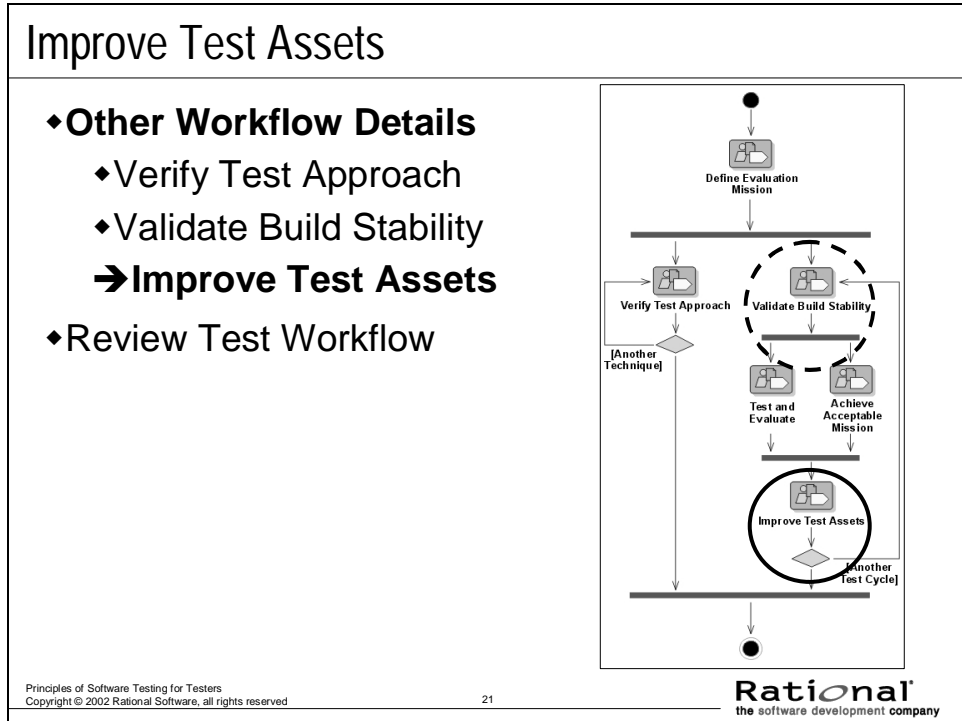 Improve Test Assets
◆Other Workflow Details
◆Verify Test Approach
◆Validate Build Stability
➔Improve Test Assets
◆Review Test Workflow
Define Evaluation
Mission
Verify Test Approach
Validate Build Stability
[Another
Technique]
Test and
Evaluate
Achieve
Acceptable
Mission
Improve Test Assets
[Another
Test Cycle]
Principles of Software Testing for Testers
Copyright © 2002 Rational Software, all rights reserved
21
Rational
the software development company